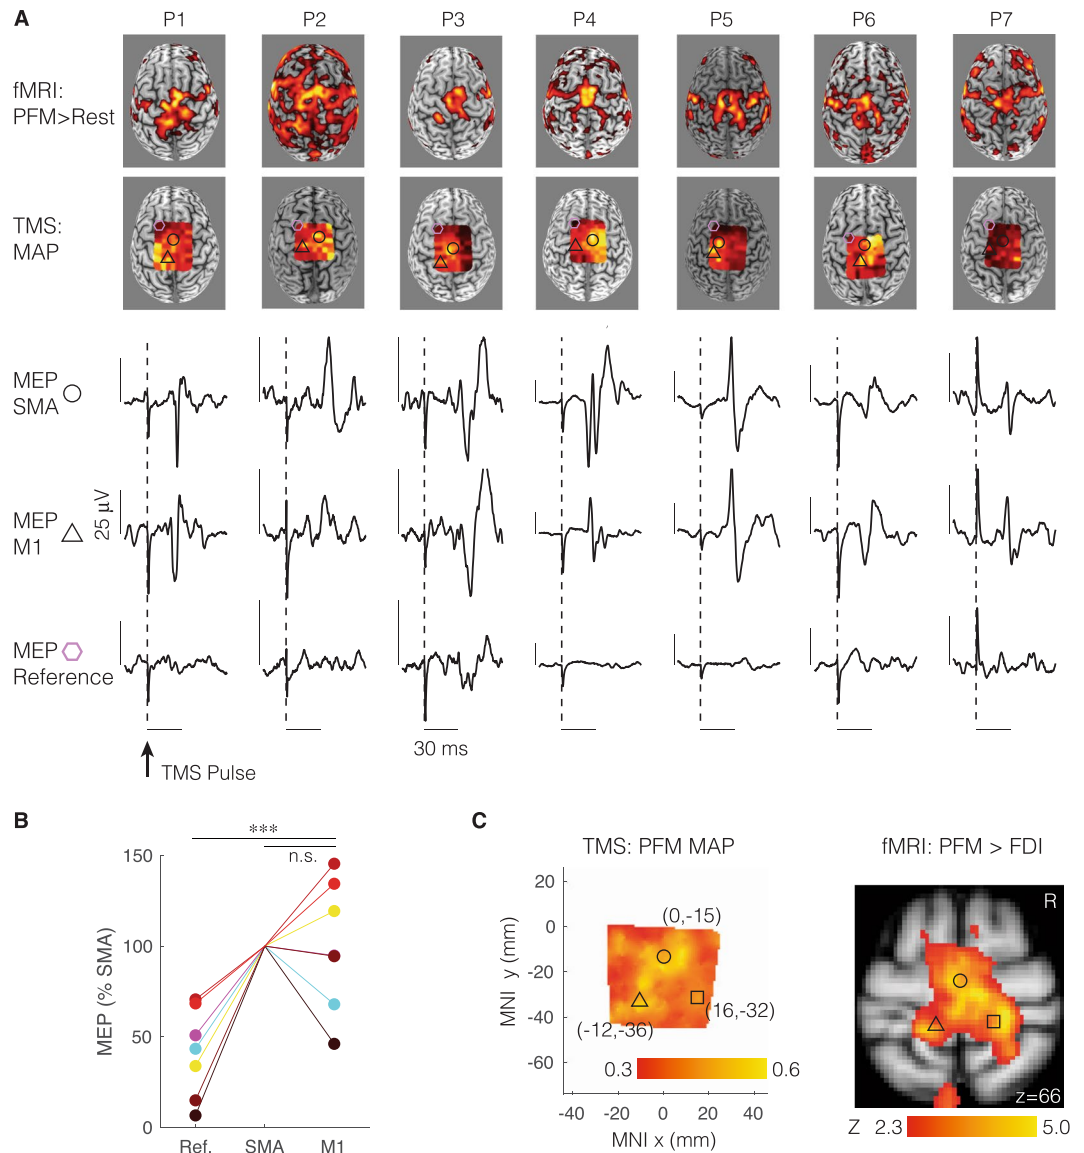 A
P1 P2 P3 P4 P5 P6 P7
fMRI:
PFM>Rest
TMS:
MAP
MEP
SMA
MEP
M1
25 µV
MEP
Reference
30 ms
TMS Pulse
B
***
n.s.
150
100
50
0
MEP (% SMA)
Ref. SMA M1
C
TMS: PFM MAP
20
0
-20
-40
-60
MNI y (mm)
(0,-15)
(16,-32)
(-12,-36)
0.3 0.6
-40 -20 0 20 40
MNI x (mm)
fMRI: PFM > FDI
R
z=66
Z 2.3 5.0